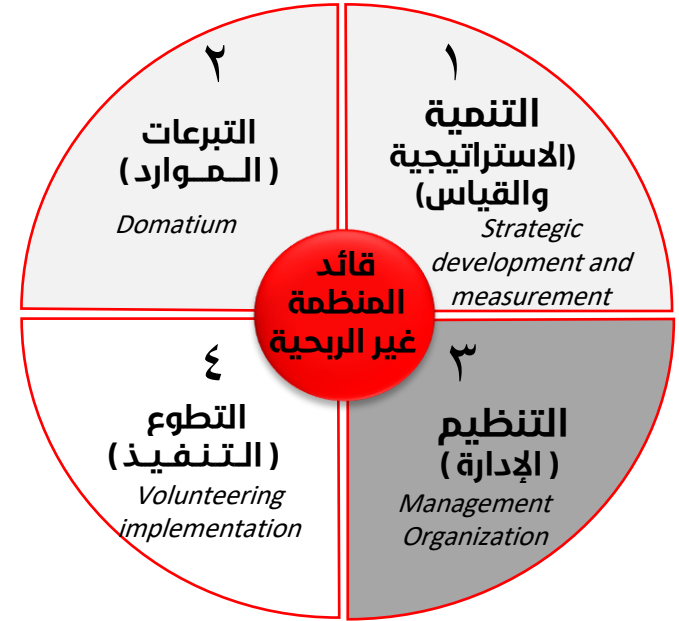 ١
التنمية
(الاستراتيجية
والقياس)
Strategic
development and
measurement
٢
التبرعات
(الـمـوارد)
Domatium
قائد
المنظمة
غير الربحية
٣
التنظيم
(الإدارة)
Management
Organization
٤
التطوع
(التـنـفـيـذ)
Volunteering
implementation